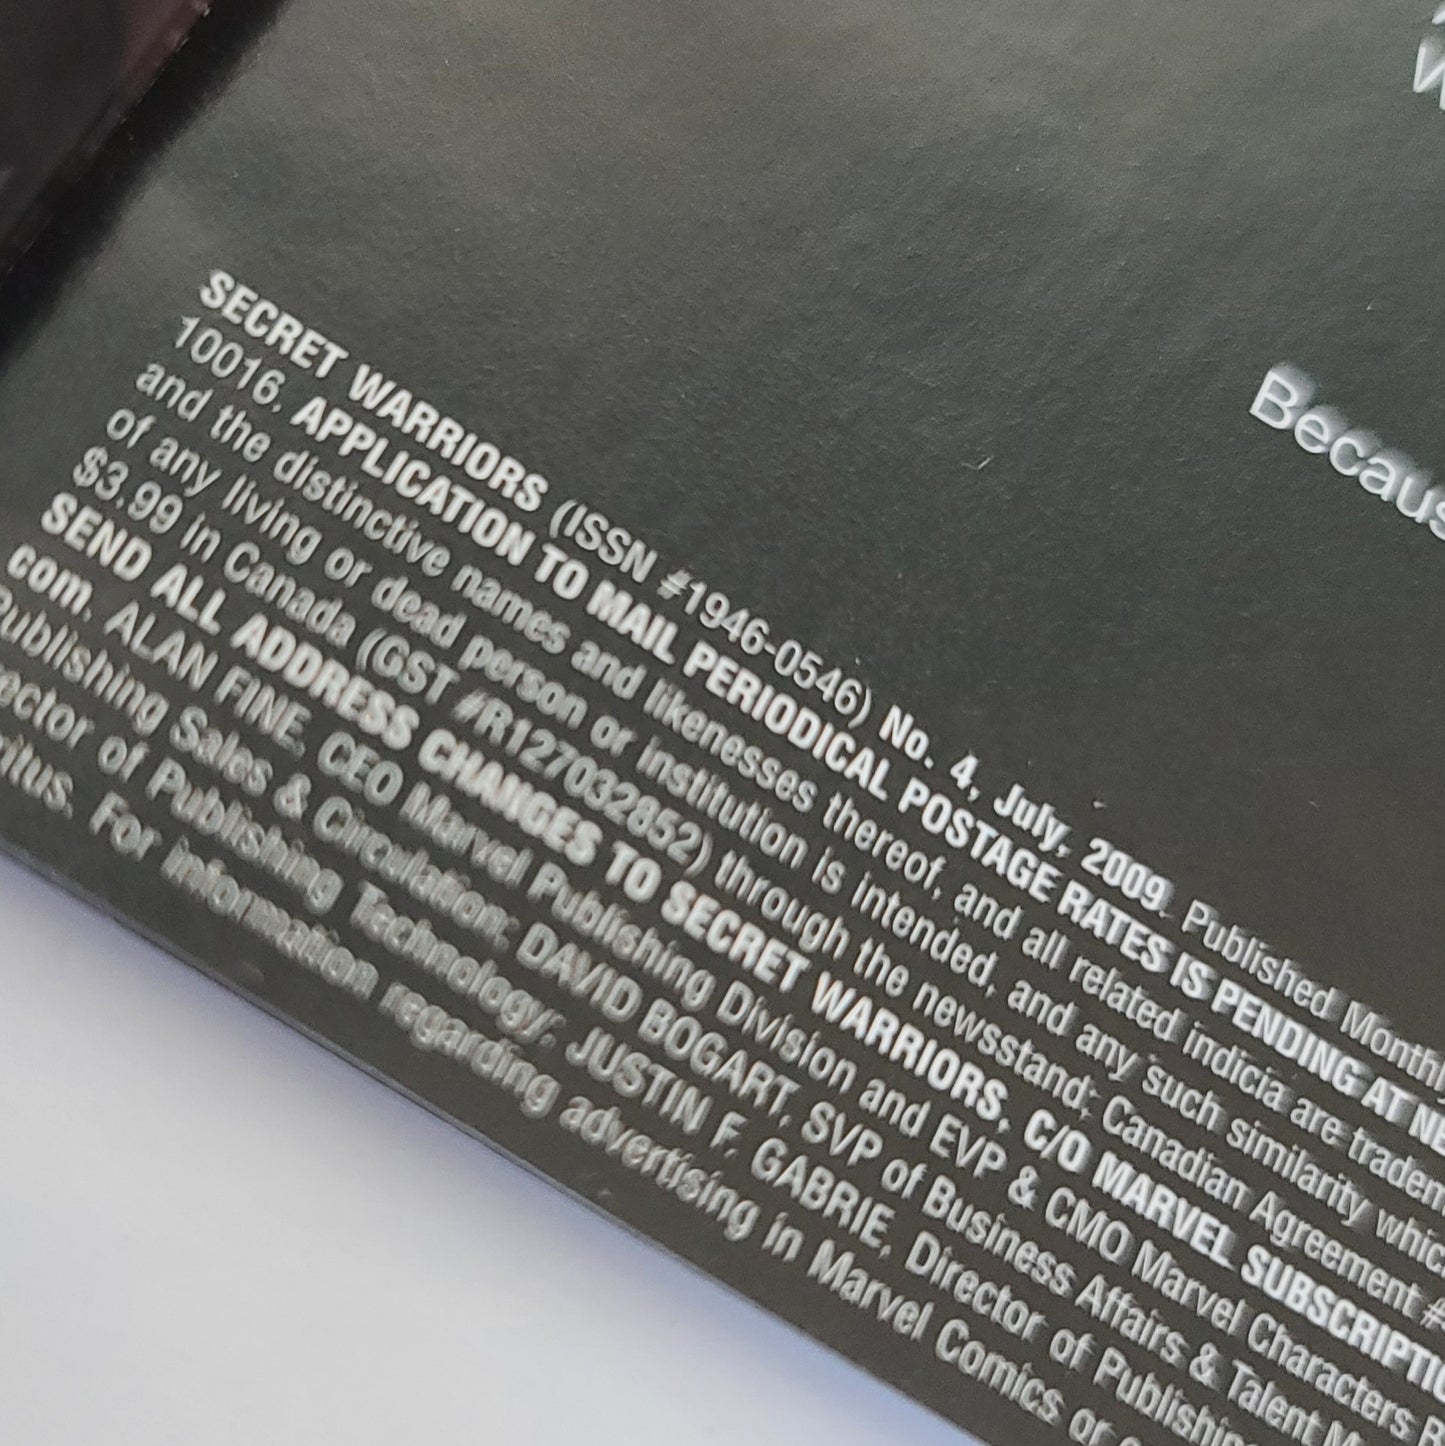 Becaus
SECRET WARRIORS (ISSN #1946-0546) No. 4, July, 2009. Published Monthly
10016. APPLICATION TO MAIL PERIODICAL POSTAGE RATES IS PENDING AT NE
and the distinctive names and likenesses thereof, and all related indicia are tradem
of any living or dead person or institution is intended, and any such similarity whic
$3.99 in Canada (GST #R127032852) through the newsstand; Canadian Agreement #
SEND ALL ADDRESS CHANGES TO SECRET WARRIORS, C/O MARVEL SUBSCRIPTIO
com. ALAN FINE, CEO Marvel Publishing Division and EVP & CMO Marvel Characters B
Publishing Sales & Circulation; DAVID BOGART, SVP of Business Affairs & Talent M
ector of Publishing Technology; JUSTIN F. GABRIE, Director of Publishing
ritus. For information regarding advertising in Marvel Comics or